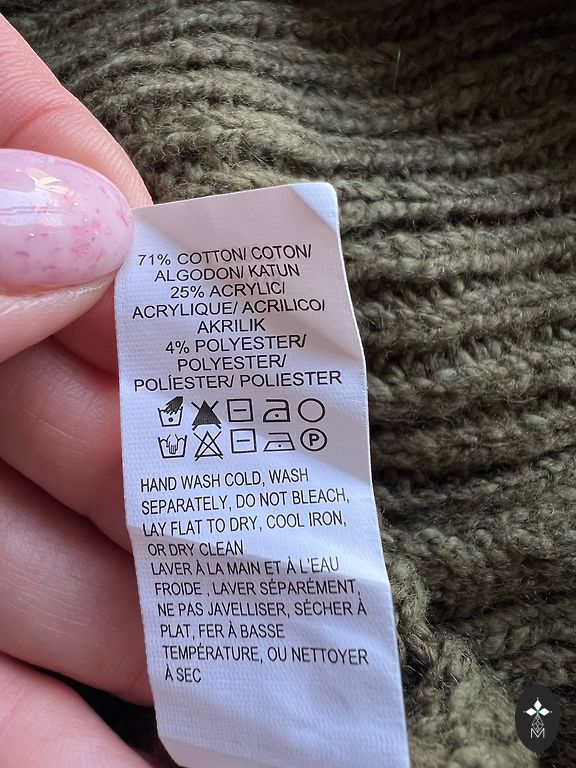 71% COTTON/ COTON/
ALGODON/ KATUN
25% ACRYLIC/
ACRYLIQUE/ ACRILICO/
AKRILIK
4% POLYESTER/
POLYESTER/
POLÍESTER/ POLIESTER
P
HAND WASH COLD, WASH
SEPARATELY, DO NOT BLEACH,
LAY FLAT TO DRY, COOL IRON,
OR DRY CLEAN
LAVER À LA MAIN ET À L'EAU
FROIDE , LAVER SÉPARÉMENT,
NE PAS JAVELLISER, SÉCHER À
PLAT, FER À BASSE
TEMPÉRATURE, OU NETTOYER
À SEC
M